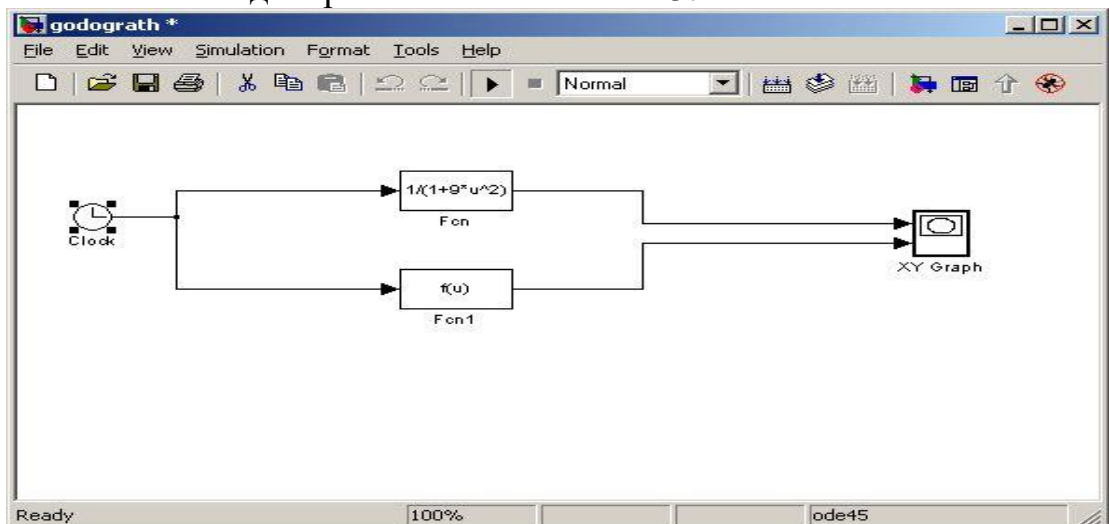 godograth *
File Edit View Simulation Format Tools Help
Normal
1/(1+9*u^2)
Fcn
Clock
XY Graph
f(u)
Fcn1
Ready 100% ode45